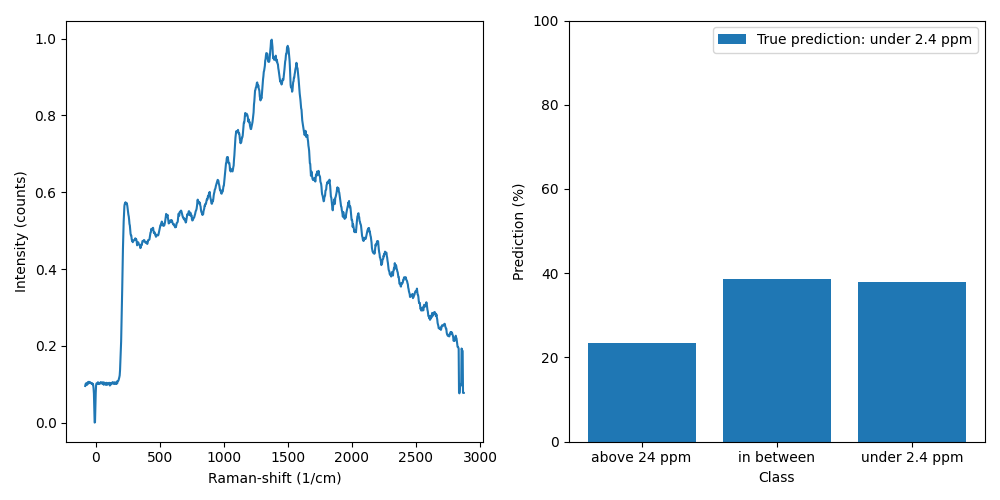 1.0
0.8
0.6
0.4
0.2
0.0
Intensity (counts)
0
500
1000
1500
2000
2500
3000
Raman-shift (1/cm)
100
80
60
40
20
0
Prediction (%)
True prediction: under 2.4 ppm
above 24 ppm
in between
under 2.4 ppm
Class